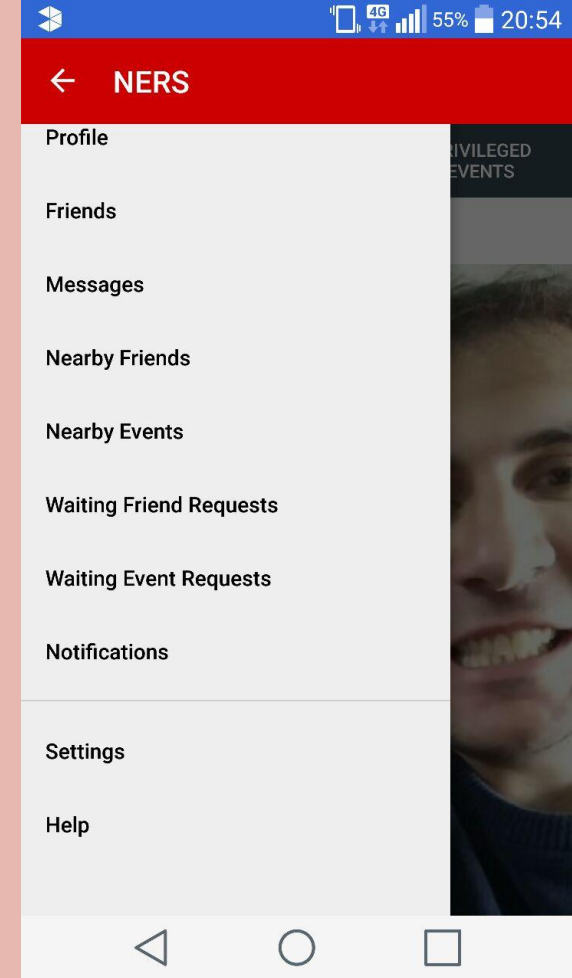 4G 55% 20:54
NERS
Profile
RIVILEGED
EVENTS
Friends
Messages
Nearby Friends
Nearby Events
Waiting Friend Requests
Waiting Event Requests
Notifications
Settings
Help